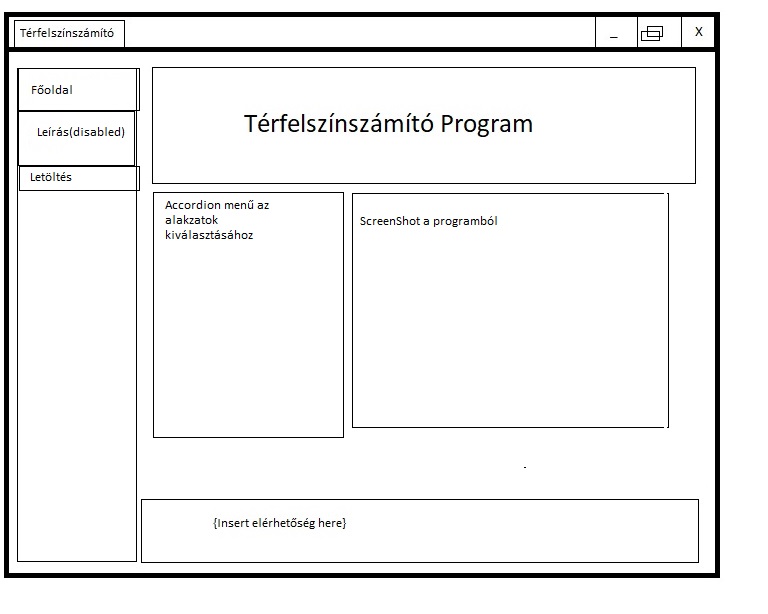 Térfelszínszámító
_
X
Főoldal
Leírás(disabled)
Letöltés
Térfelszínszámító Program
Accordion menű az
alakzatok
kiválasztásához
ScreenShot a programból
{Insert elérhetőség here}